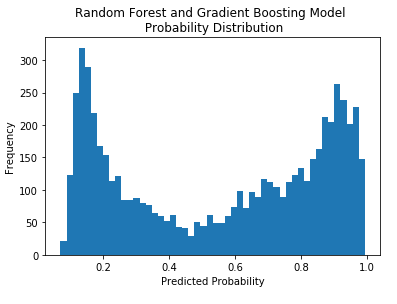 Random Forest and Gradient Boosting Model
Probability Distribution
300
250
200
150
100
50
0
Frequency
0.2 0.4 0.6 0.8 1.0
Predicted Probability